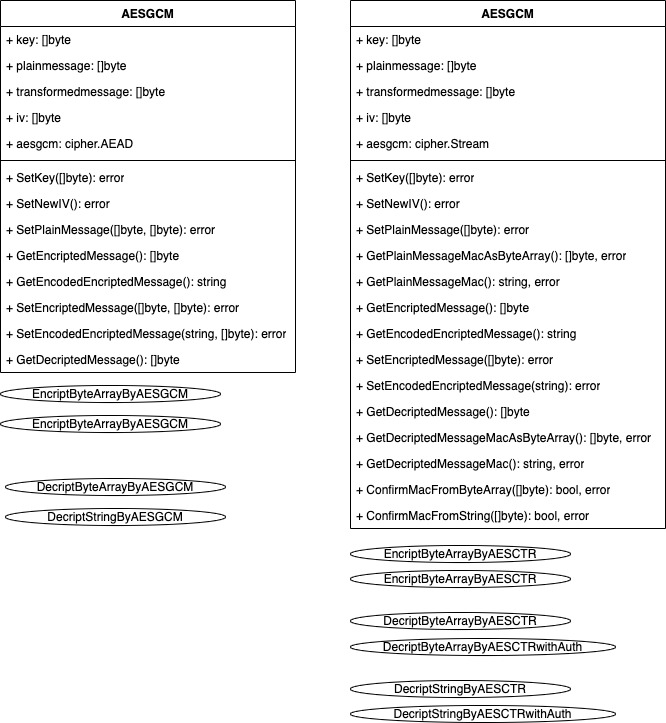 AESGCM
+ key: []byte
+ plainmessage: []byte
+ transformedmessage: []byte
+ iv: []byte
+ aesgcm: cipher.AEAD
+ SetKey([]byte): error
+ SetNewIV(): error
+ SetPlainMessage([]byte, []byte): error
+ GetEncriptedMessage(): []byte
+ GetEncodedEncriptedMessage(): string
+ SetEncriptedMessage([]byte, []byte): error
+ SetEncodedEncriptedMessage(string, []byte): error
+ GetDecriptedMessage(): []byte
EncriptByteArrayByAESGCM
EncriptByteArrayByAESGCM
DecriptByteArrayByAESGCM
DecriptStringByAESGCM
AESGCM
+ key: []byte
+ plainmessage: []byte
+ transformedmessage: []byte
+ iv: []byte
+ aesgcm: cipher.Stream
+ SetKey([]byte): error
+ SetNewIV(): error
+ SetPlainMessage([]byte): error
+ GetPlainMessageMacAsByteArray(): []byte, error
+ GetPlainMessageMac(): string, error
+ GetEncriptedMessage(): []byte
+ GetEncodedEncriptedMessage(): string
+ SetEncriptedMessage([]byte): error
+ SetEncodedEncriptedMessage(string): error
+ GetDecriptedMessage(): []byte
+ GetDecriptedMessageMacAsByteArray(): []byte, error
+ GetDecriptedMessageMac(): string, error
+ ConfirmMacFromByteArray([]byte): bool, error
+ ConfirmMacFromString([]byte): bool, error
EncriptByteArrayByAESCTR
EncriptByteArrayByAESCTR
DecriptByteArrayByAESCTR
DecriptByteArrayByAESCTRwithAuth
DecriptStringByAESCTR
DecriptStringByAESCTRwithAuth